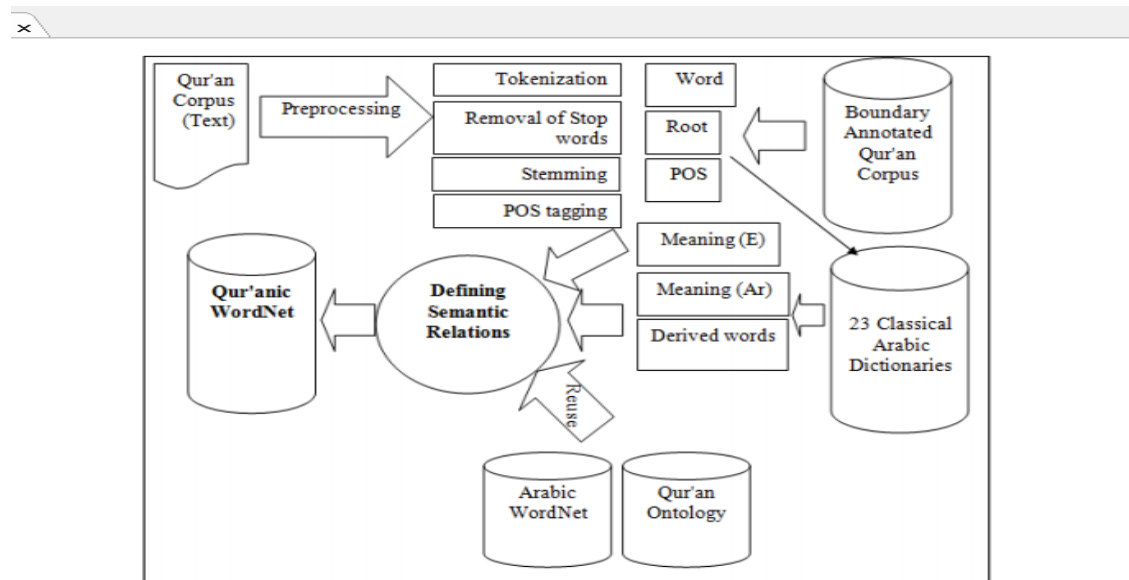 Qur'an
Corpus
(Text)
Preprocessing
Tokenization
Removal of Stop
words
Stemming
POS tagging
Word
Root
POS
Boundary
Annotated
Qur'an
Corpus
Meaning (E)
Meaning (Ar)
Derived words
23 Classical
Arabic
Dictionaries
Defining
Semantic
Relations
Qur'anic
WordNet
Reuse
Arabic
WordNet
Qur'an
Ontology